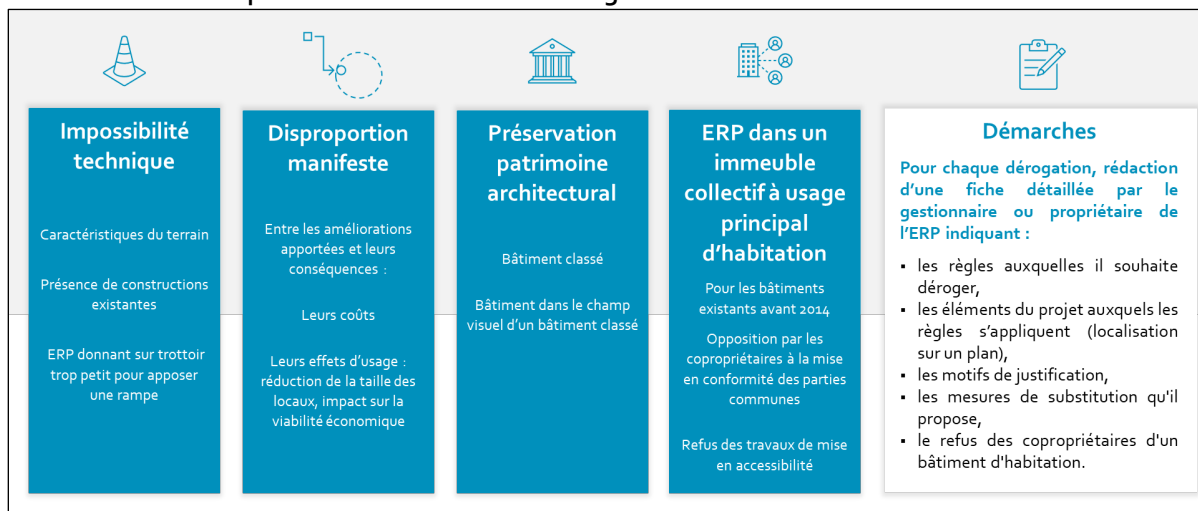 Impossibilité
technique
Caractéristiques du terrain
Présence de constructions
existantes
ERP donnant sur trottoir
trop petit pour apposer
une rampe
Disproportion
manifeste
Entre les améliorations
apportées et leurs
conséquences :
Leurs coûts
Leurs effets d'usage :
réduction de la taille des
locaux, impact sur la
viabilité économique
Préservation
patrimoine
architectural
Bâtiment classé
Bâtiment dans le champ
visuel d'un bâtiment classé
ERP dans un
immeuble
collectif à usage
principal
d'habitation
Pour les bâtiments
existants avant 2014
Opposition par les
copropriétaires à la mise
en conformité des parties
communes
Refus des travaux de mise
en accessibilité
Démarches
Pour chaque dérogation, rédaction
d'une fiche détaillée par le
gestionnaire ou propriétaire de
l'ERP indiquant :
▪ les règles auxquelles il souhaite
déroger,
▪ les éléments du projet auxquels les
règles s'appliquent (localisation
sur un plan),
▪ les motifs de justification,
▪ les mesures de substitution qu'il
propose,
▪ le refus des copropriétaires d'un
bâtiment d'habitation.